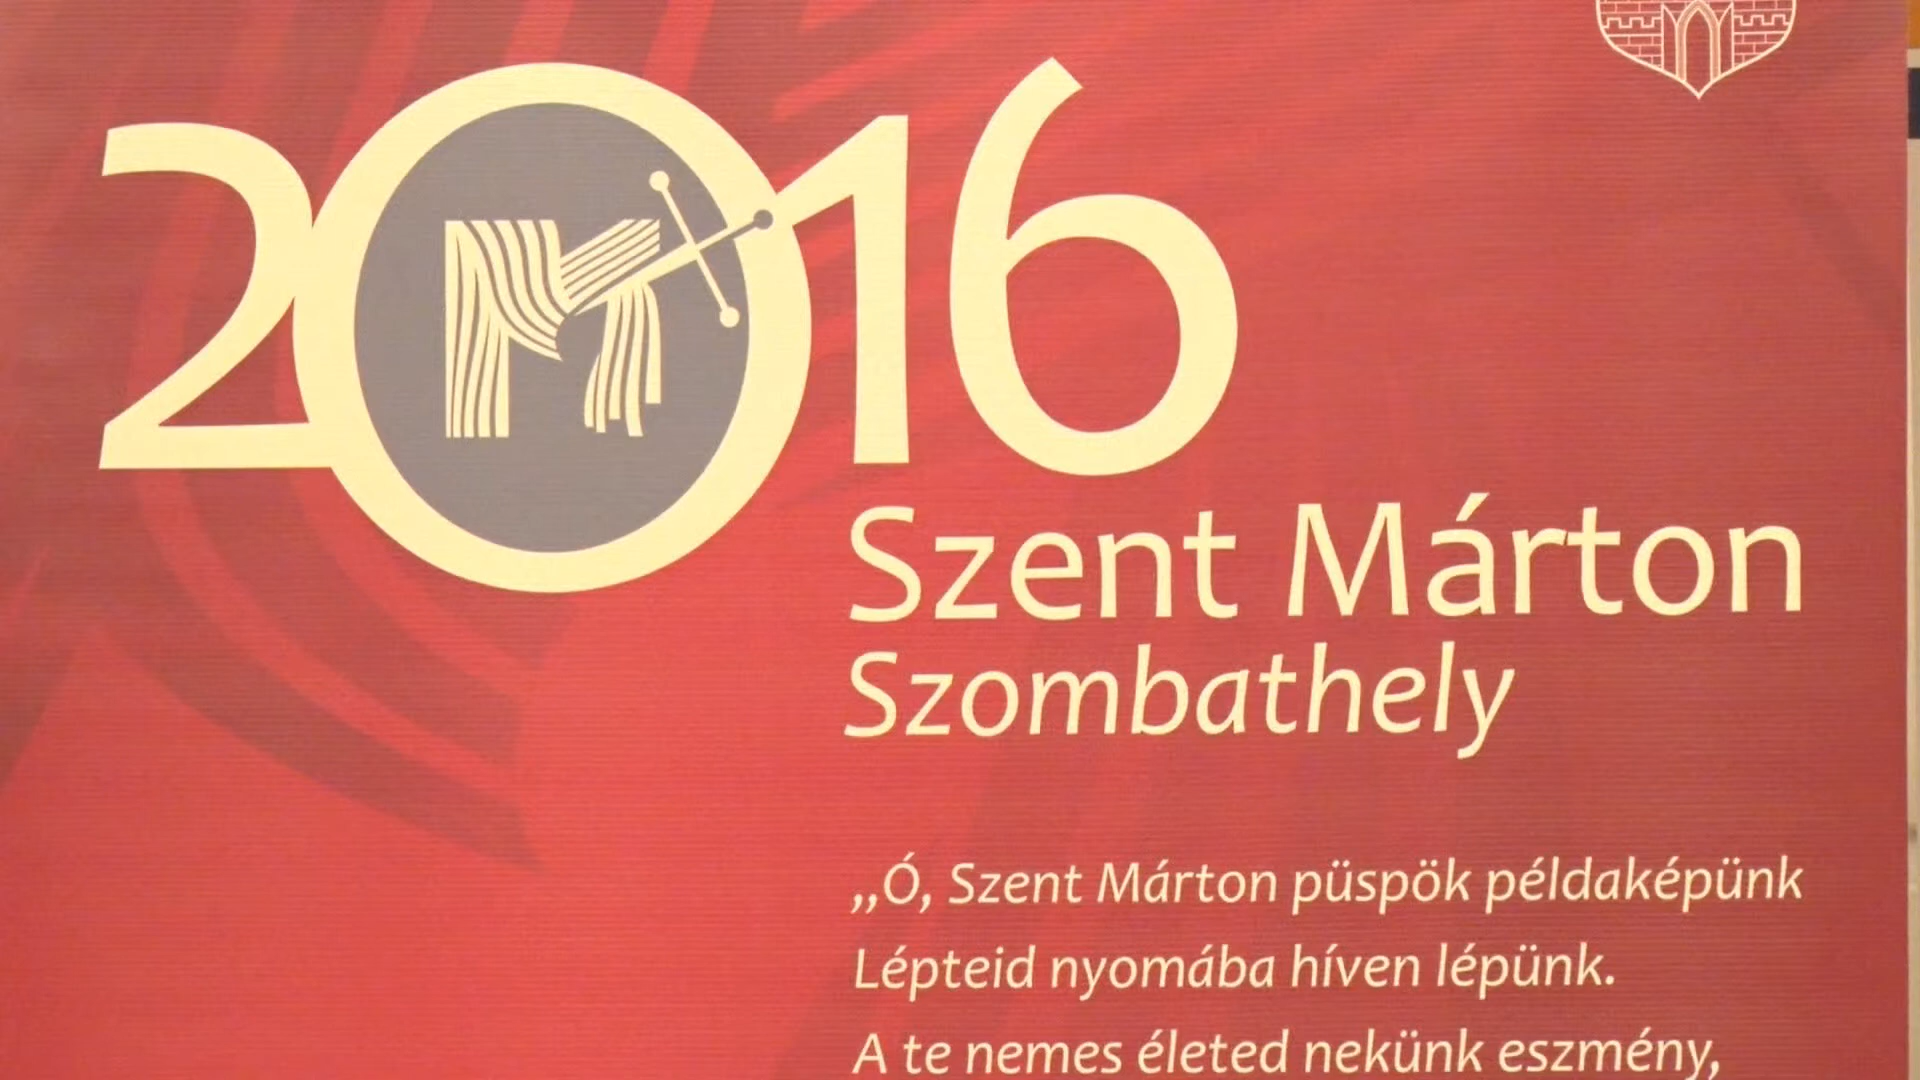 2016
Szent Márton
Szombathely
„Ó, Szent Márton püspök példaképünk
Lépteid nyomába híven lépünk.
A te nemes életed nekünk eszmény,